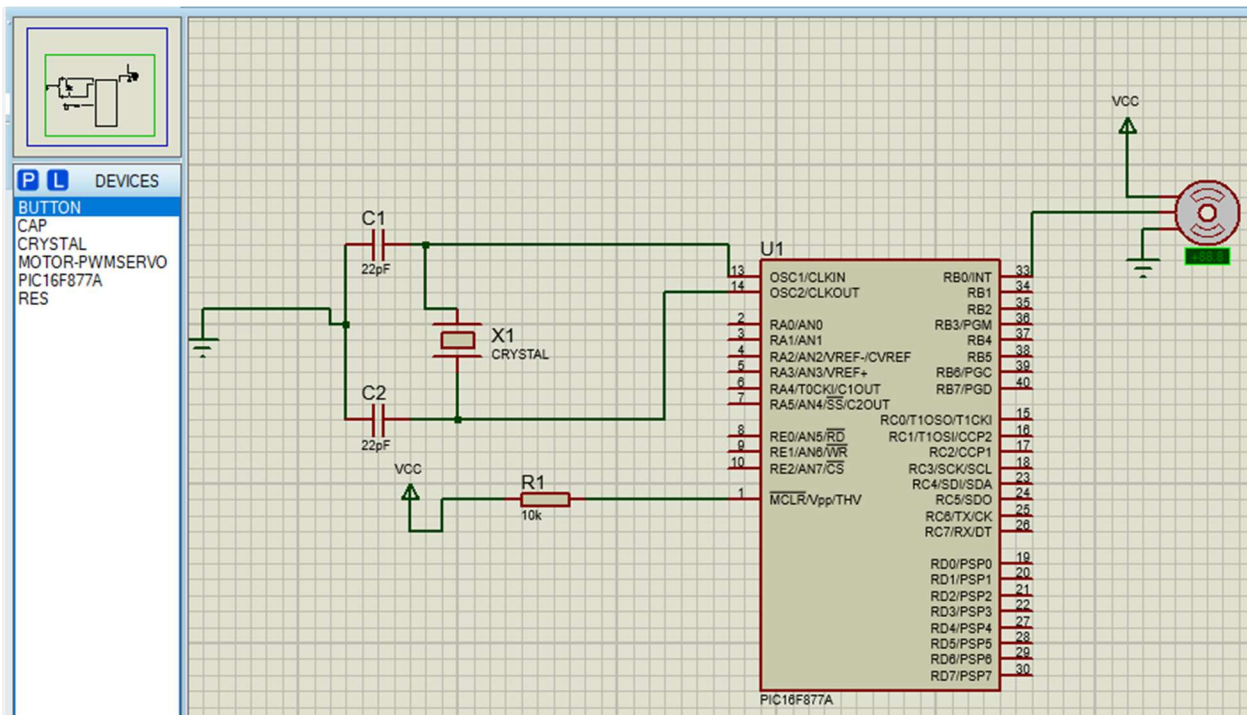 P L DEVICES
BUTTON
CAP
CRYSTAL
MOTOR-PWMSERVO
PIC16F877A
RES
VCC
+88.8
C1
22pF
X1
CRYSTAL
C2
22pF
VCC
R1
10k
U1
13 OSC1/CLKIN
14 OSC2/CLKOUT
2 RA0/AN0
3 RA1/AN1
4 RA2/AN2/VREF-/CVREF
5 RA3/AN3/VREF+
6 RA4/T0CKI/C1OUT
7 RA5/AN4/SS/C2OUT
8 RE0/AN5/RD
9 RE1/AN6/WR
10 RE2/AN7/CS
1 MCLR/Vpp/THV
RB0/INT 33
RB1 34
RB2 35
RB3/PGM 36
RB4 37
RB5 38
RB6/PGC 39
RB7/PGD 40
RC0/T1OSO/T1CKI 15
RC1/T1OSI/CCP2 16
RC2/CCP1 17
RC3/SCK/SCL 18
RC4/SDI/SDA 23
RC5/SDO 24
RC6/TX/CK 25
RC7/RX/DT 26
RD0/PSP0 19
RD1/PSP1 20
RD2/PSP2 21
RD3/PSP3 22
RD4/PSP4 27
RD5/PSP5 28
RD6/PSP6 29
RD7/PSP7 30
PIC16F877A